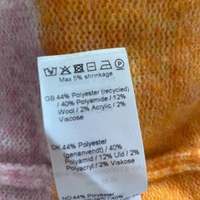 Max 5% shrinkage
GB 44% Polyester (recycled)
/ 40% Polyamide / 12%
Wool / 2% Acrylic / 2%
Viscose
DK 44% Polyester
(genanvendt) / 40%
Polyamid / 12% Uld / 2%
Polyacryl / 2% Viscose
NO 44% Polyester